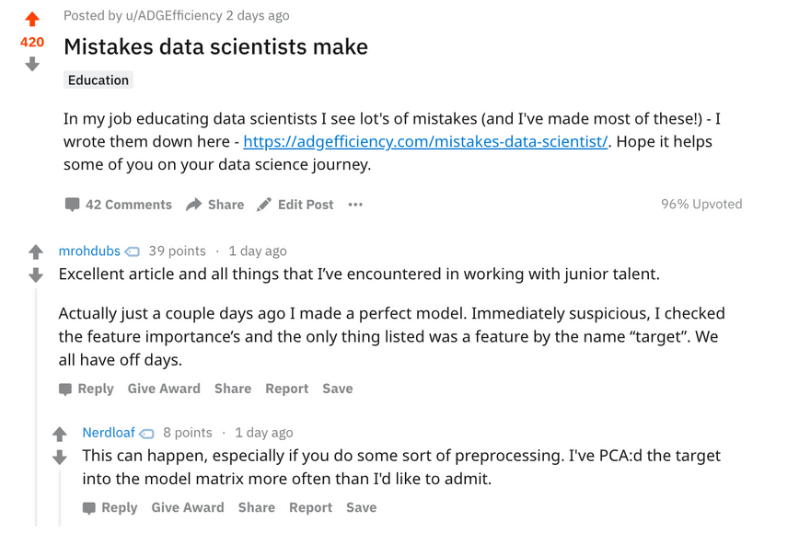 Posted by u/ADGEfficiency 2 days ago
420
Mistakes data scientists make
Education
In my job educating data scientists I see lot's of mistakes (and I've made most of these!) - I
wrote them down here - https://adgefficiency.com/mistakes-data-scientist/. Hope it helps
some of you on your data science journey.
42 Comments Share Edit Post ••• 96% Upvoted
mrohdubs 39 points · 1 day ago
Excellent article and all things that I’ve encountered in working with junior talent.
Actually just a couple days ago I made a perfect model. Immediately suspicious, I checked
the feature importance’s and the only thing listed was a feature by the name “target”. We
all have off days.
Reply Give Award Share Report Save
Nerdloaf 8 points · 1 day ago
This can happen, especially if you do some sort of preprocessing. I've PCA:d the target
into the model matrix more often than I'd like to admit.
Reply Give Award Share Report Save